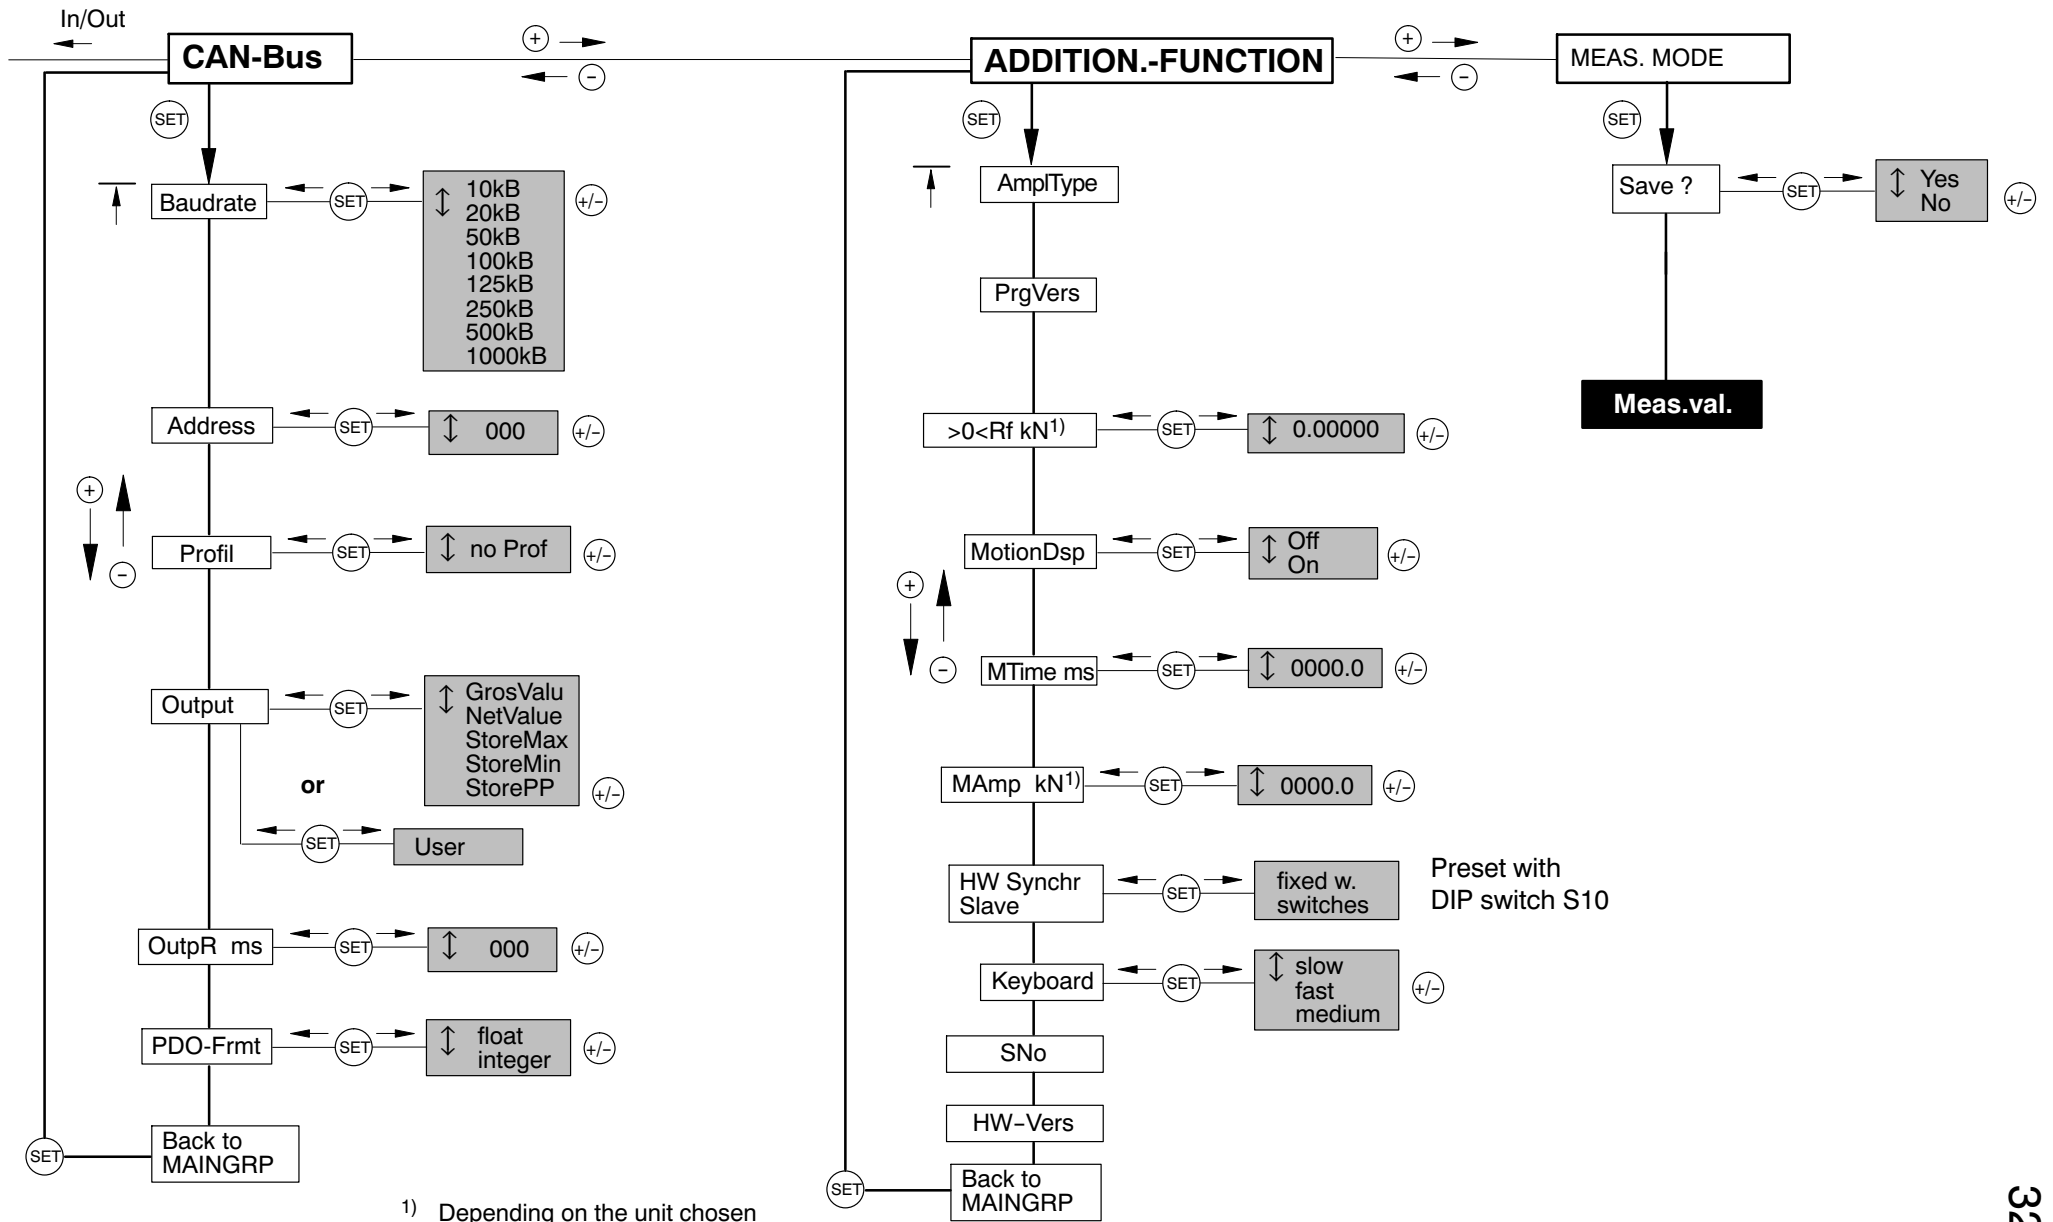 In/Out
CAN-Bus
+
−
ADDITION.-FUNCTION
+
−
MEAS. MODE
SET
Baudrate
SET
10kB
20kB
50kB
100kB
125kB
250kB
500kB
1000kB
+/−
Address
SET
000
+/−
+
−
Profil
SET
no Prof
+/−
Output
SET
GrosValu
NetValue
StoreMax
StoreMin
StorePP
+/−
or
SET
User
OutpR ms
SET
000
+/−
PDO-Frmt
SET
float
integer
+/−
Back to
MAINGRP
SET
SET
AmplType
PrgVers
>0<Rf kN1)
SET
0.00000
+/−
MotionDsp
SET
Off
On
+/−
+
−
MTime ms
SET
0000.0
+/−
MAmp kN1)
SET
0000.0
+/−
HW Synchr
Slave
SET
fixed w.
switches
Preset with
DIP switch S10
Keyboard
SET
slow
fast
medium
+/−
SNo
HW−Vers
Back to
MAINGRP
SET
SET
Save ?
SET
Yes
No
+/−
Meas.val.
1) Depending on the unit chosen
32